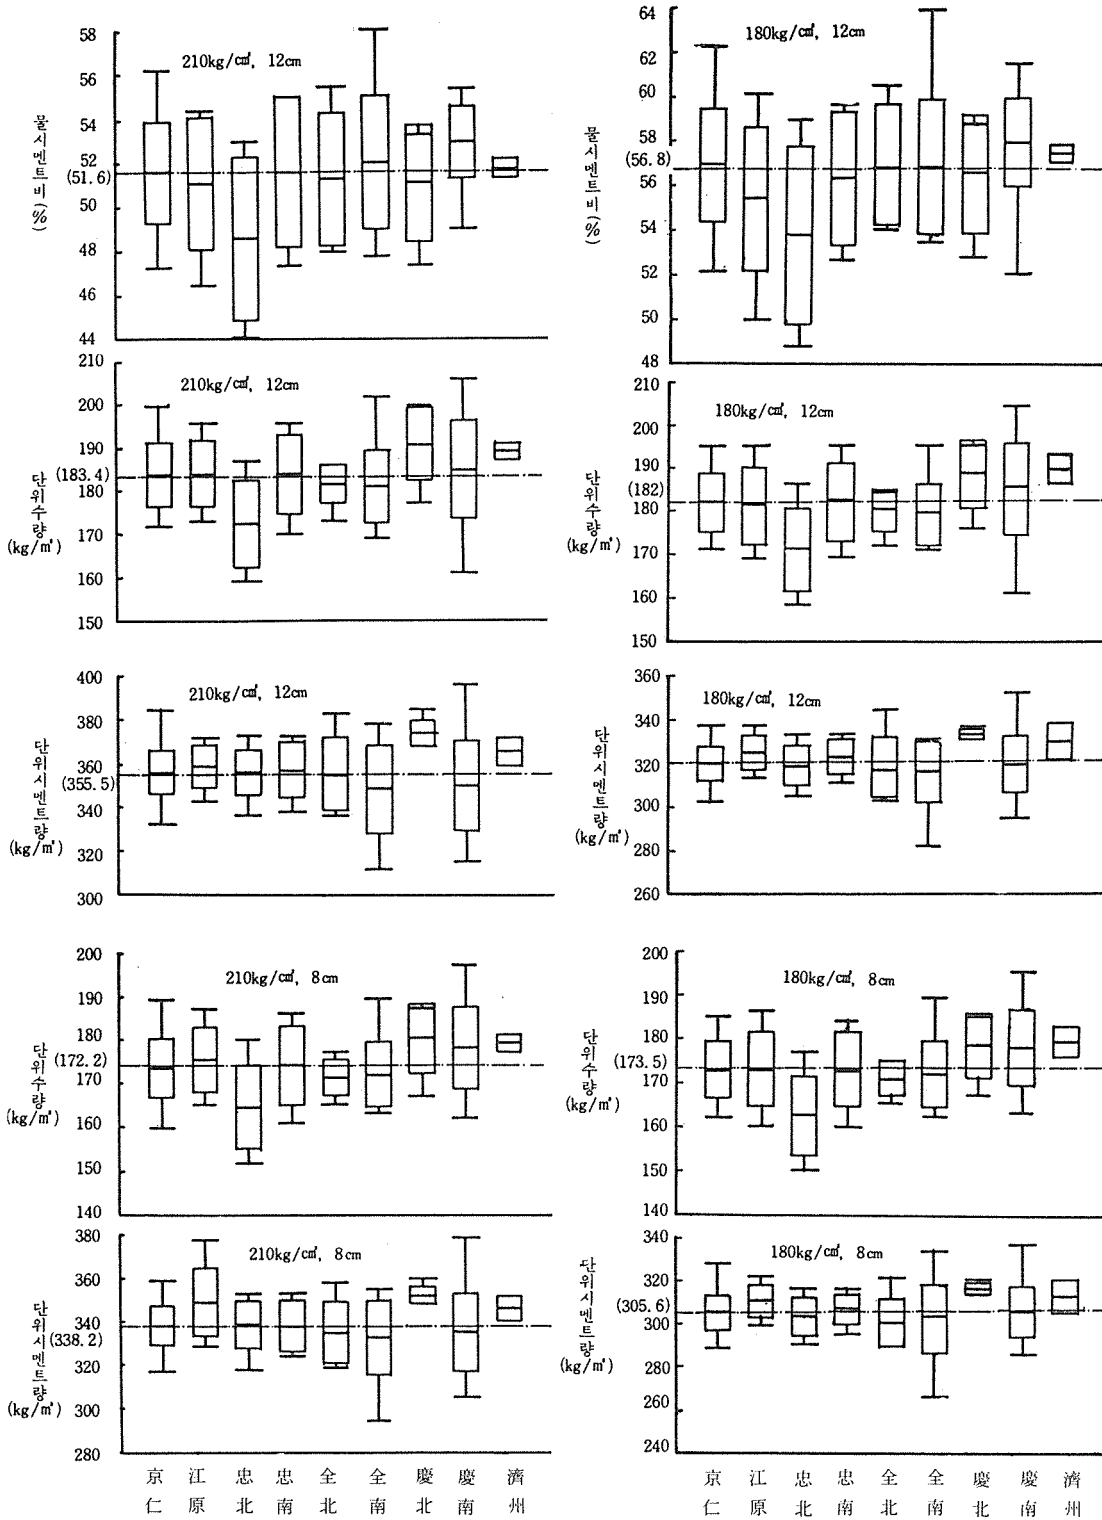 210kg/㎠, 12cm
58
56
54
52
(51.6)
50
48
46
44
물시멘트비(%)
180kg/㎠, 12cm
64
62
60
58
(56.8)
56
54
52
50
48
물시멘트비(%)
210kg/㎠, 12cm
210
200
190
(183.4)
180
170
160
150
단위수량
(kg/㎥)
180kg/㎠, 12cm
210
200
190
(182)
180
170
160
150
단위수량
(kg/㎥)
210kg/㎠, 12cm
400
380
360
(355.5)
340
320
300
단위시멘트량
(kg/㎥)
180kg/㎠, 12cm
360
340
320
300
280
260
단위시멘트량
(kg/㎥)
210kg/㎠, 8cm
200
190
180
(172.2)
170
160
150
140
단위수량
(kg/㎥)
180kg/㎠, 8cm
200
190
180
(173.5)
170
160
150
140
단위수량
(kg/㎥)
210kg/㎠, 8cm
380
360
340
(338.2)
320
300
280
단위시멘트량
(kg/㎥)
180kg/㎠, 8cm
340
320
(305.6)
300
280
260
240
단위시멘트량
(kg/㎥)
京仁 江原 忠北 忠南 全北 全南 慶北 慶南 濟州
京仁 江原 忠北 忠南 全北 全南 慶北 慶南 濟州